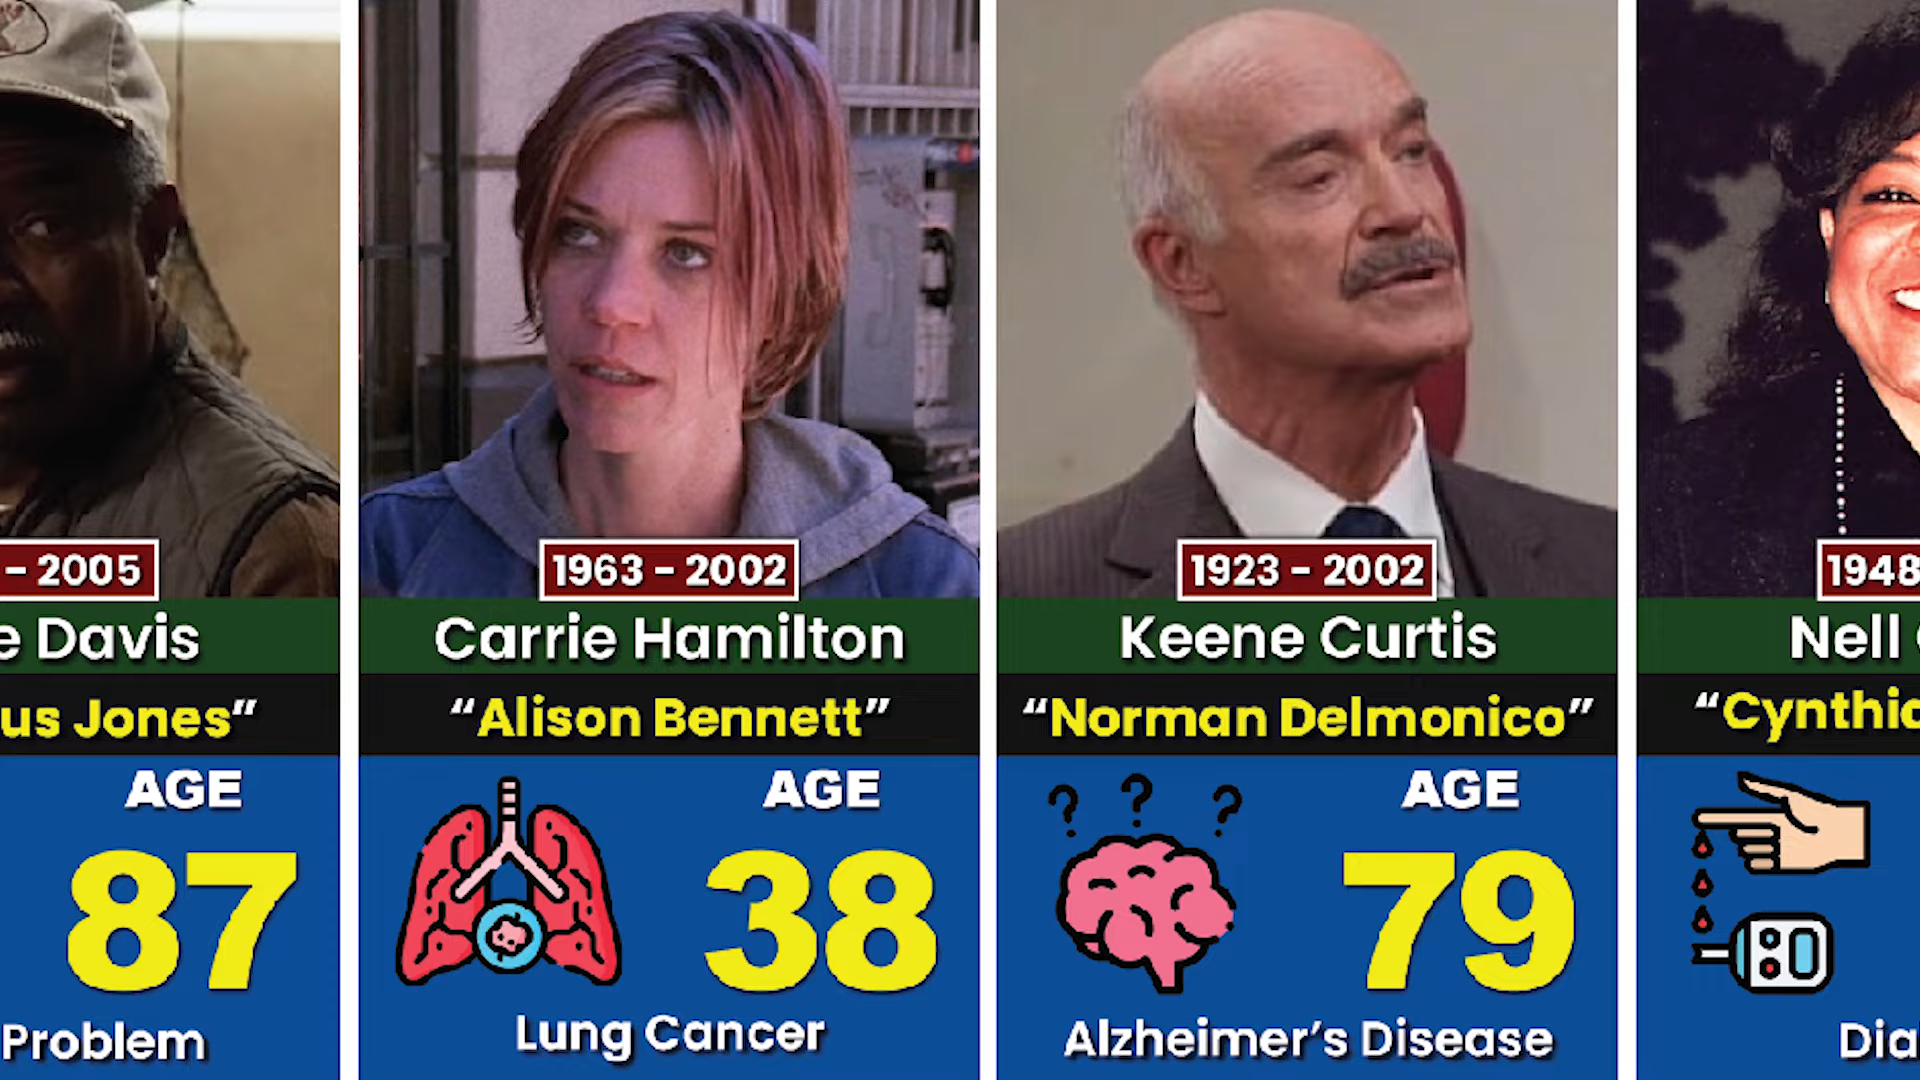 - 2005
e Davis
us Jones”
AGE
87
Problem
1963 - 2002
Carrie Hamilton
“Alison Bennett”
AGE
38
Lung Cancer
1923 - 2002
Keene Curtis
“Norman Delmonico”
AGE
79
Alzheimer’s Disease
1948
Nell
“Cynthia
Dia